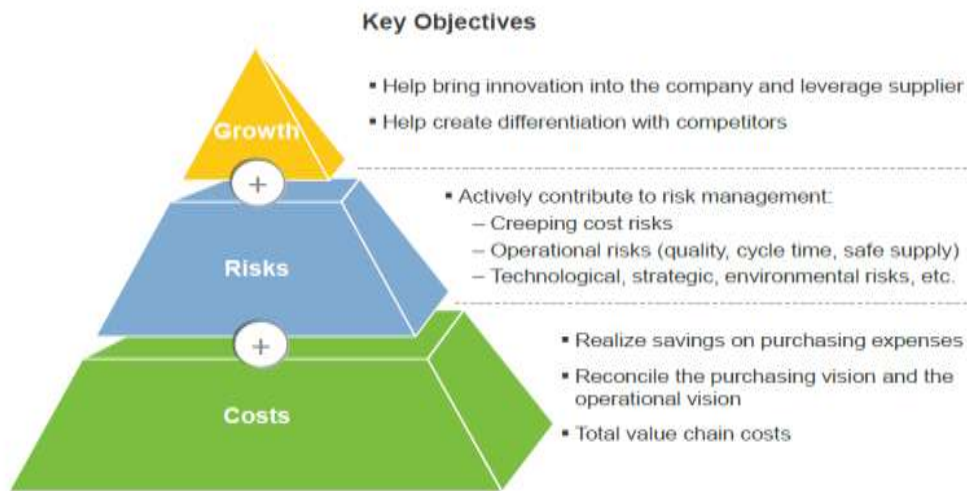 Key Objectives
▪ Help bring innovation into the company and leverage supplier
▪ Help create differentiation with competitors
Growth
+
▪ Actively contribute to risk management:
– Creeping cost risks
– Operational risks (quality, cycle time, safe supply)
– Technological, strategic, environmental risks, etc.
Risks
+
▪ Realize savings on purchasing expenses
▪ Reconcile the purchasing vision and the
operational vision
▪ Total value chain costs
Costs